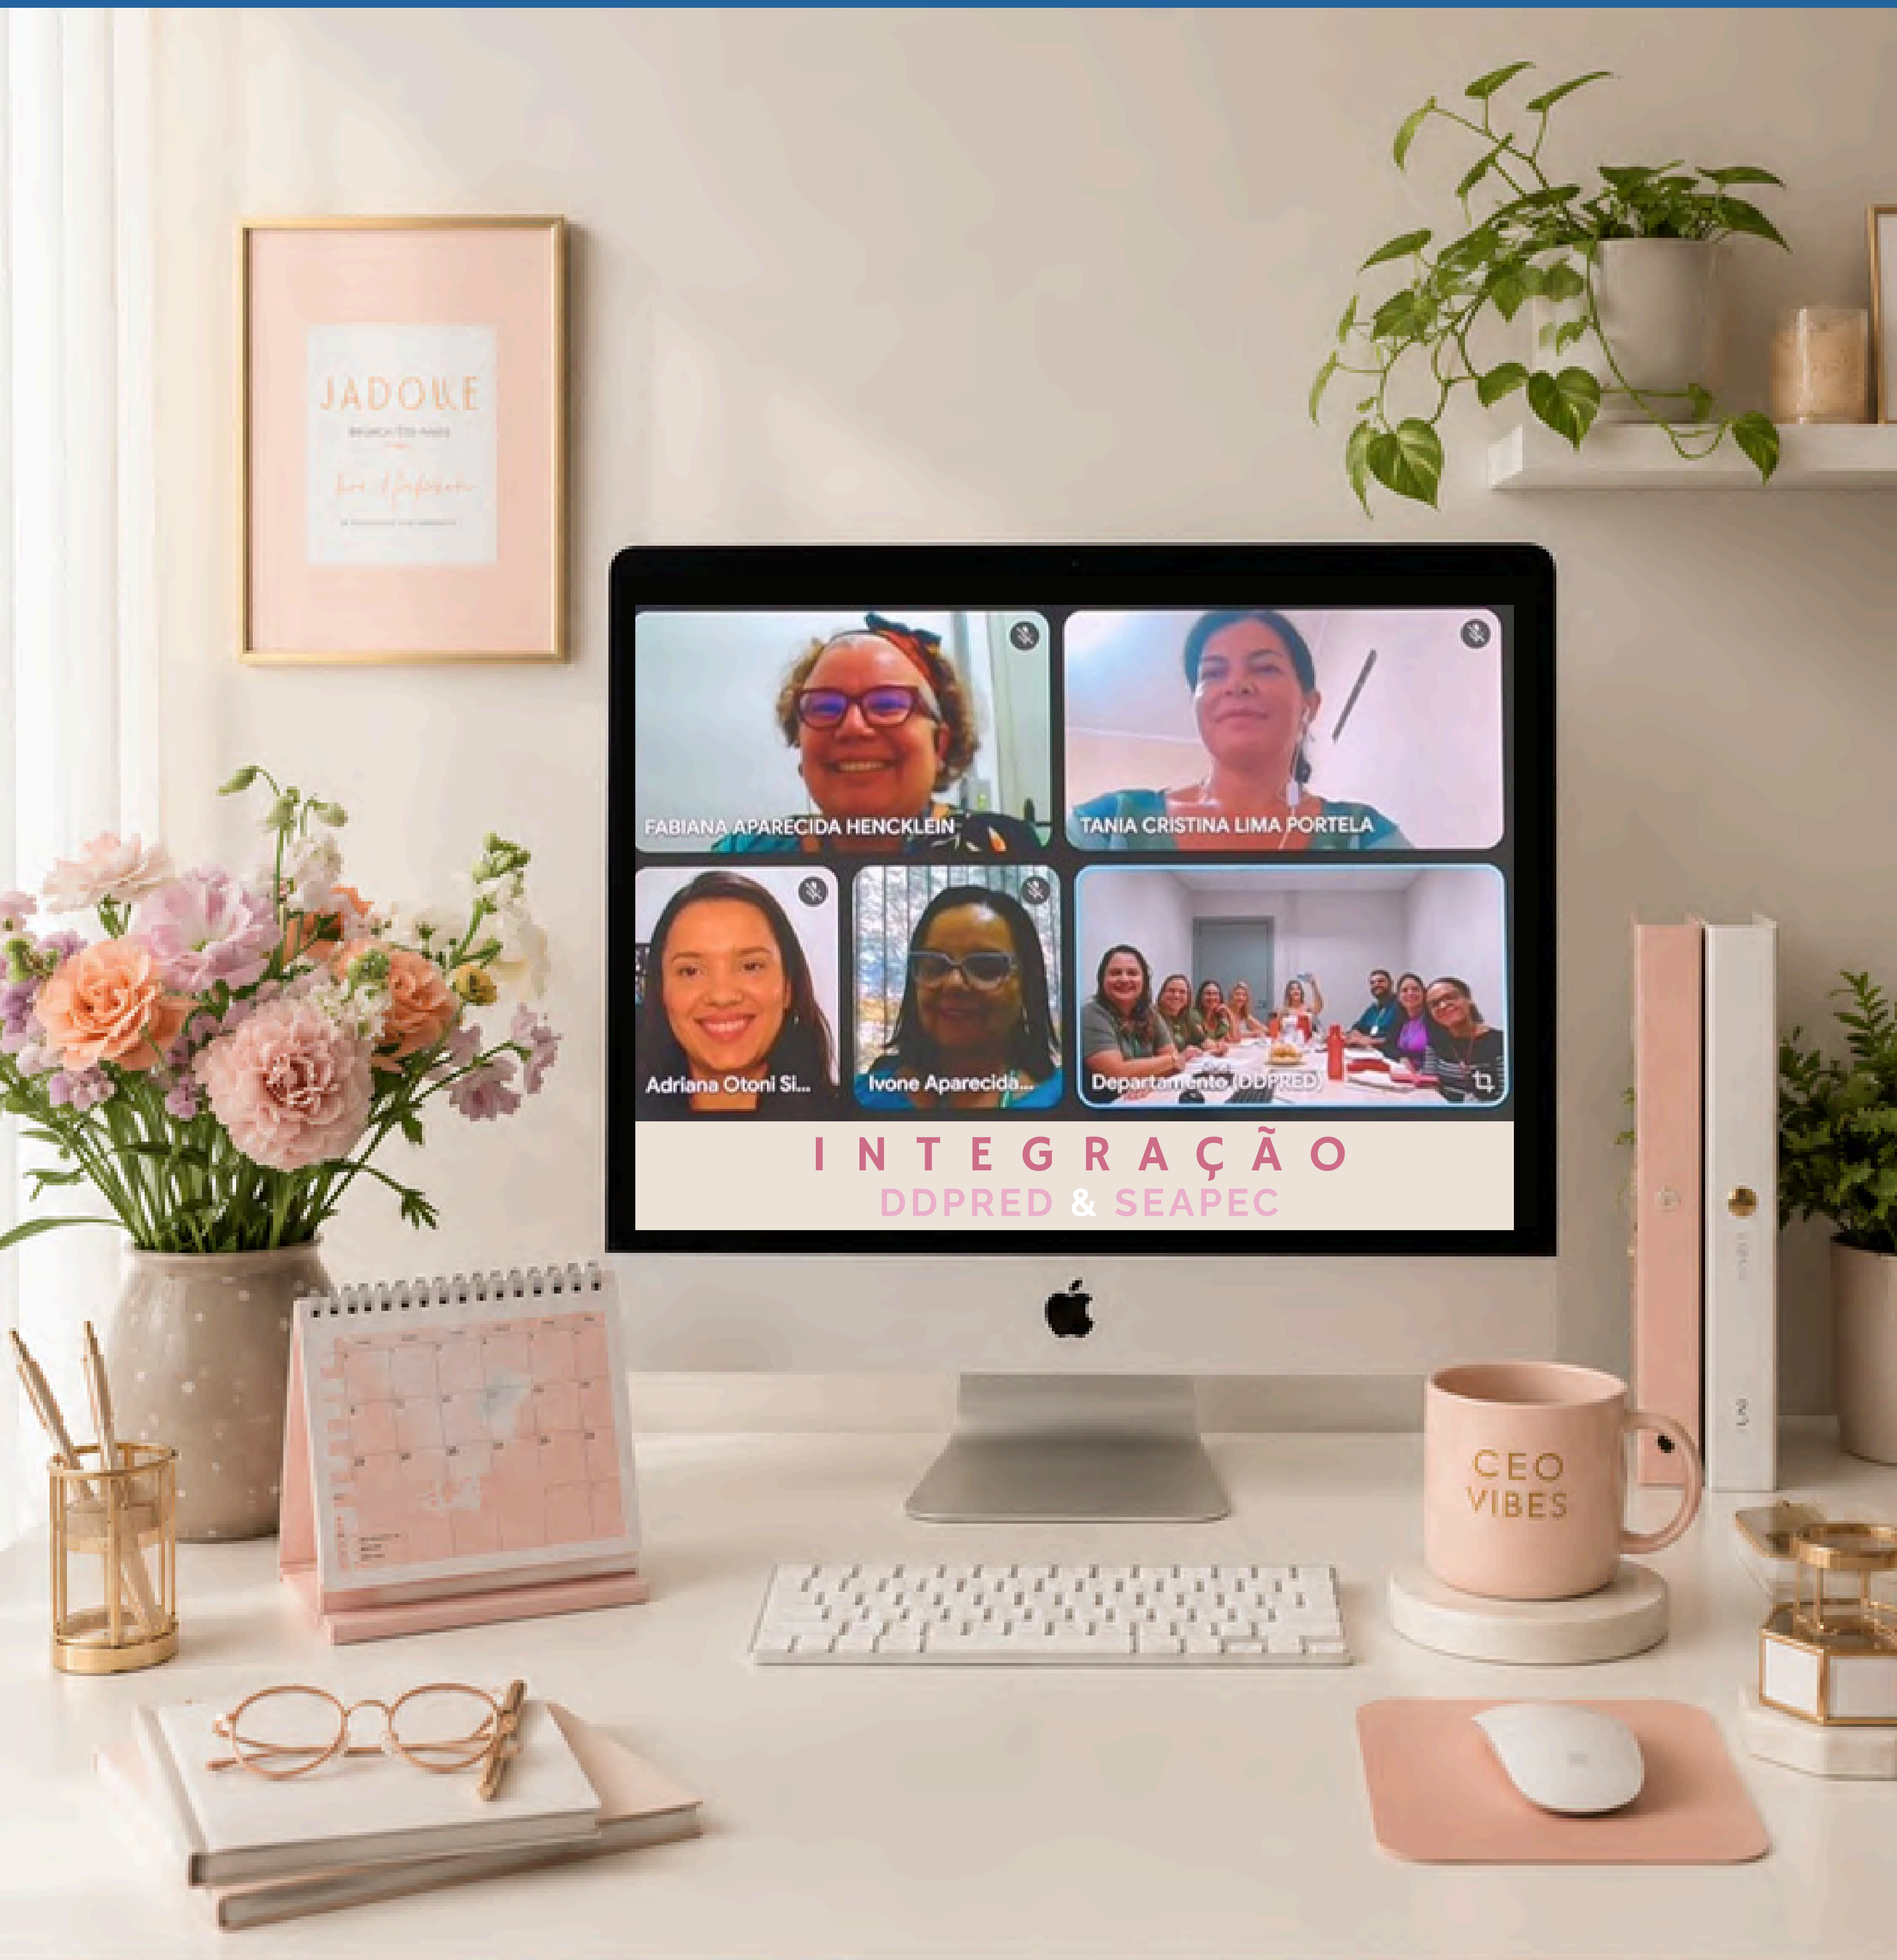 JADOKE
FABIANA APARECIDA HENCKLEIN
TANIA CRISTINA LIMA PORTELA
Adriana Otoni Si...
Ivone Aparecida...
Departamento (DDPRED)
INTEGRAÇÃO
DDPRED & SEAPEC
CEO
VIBES